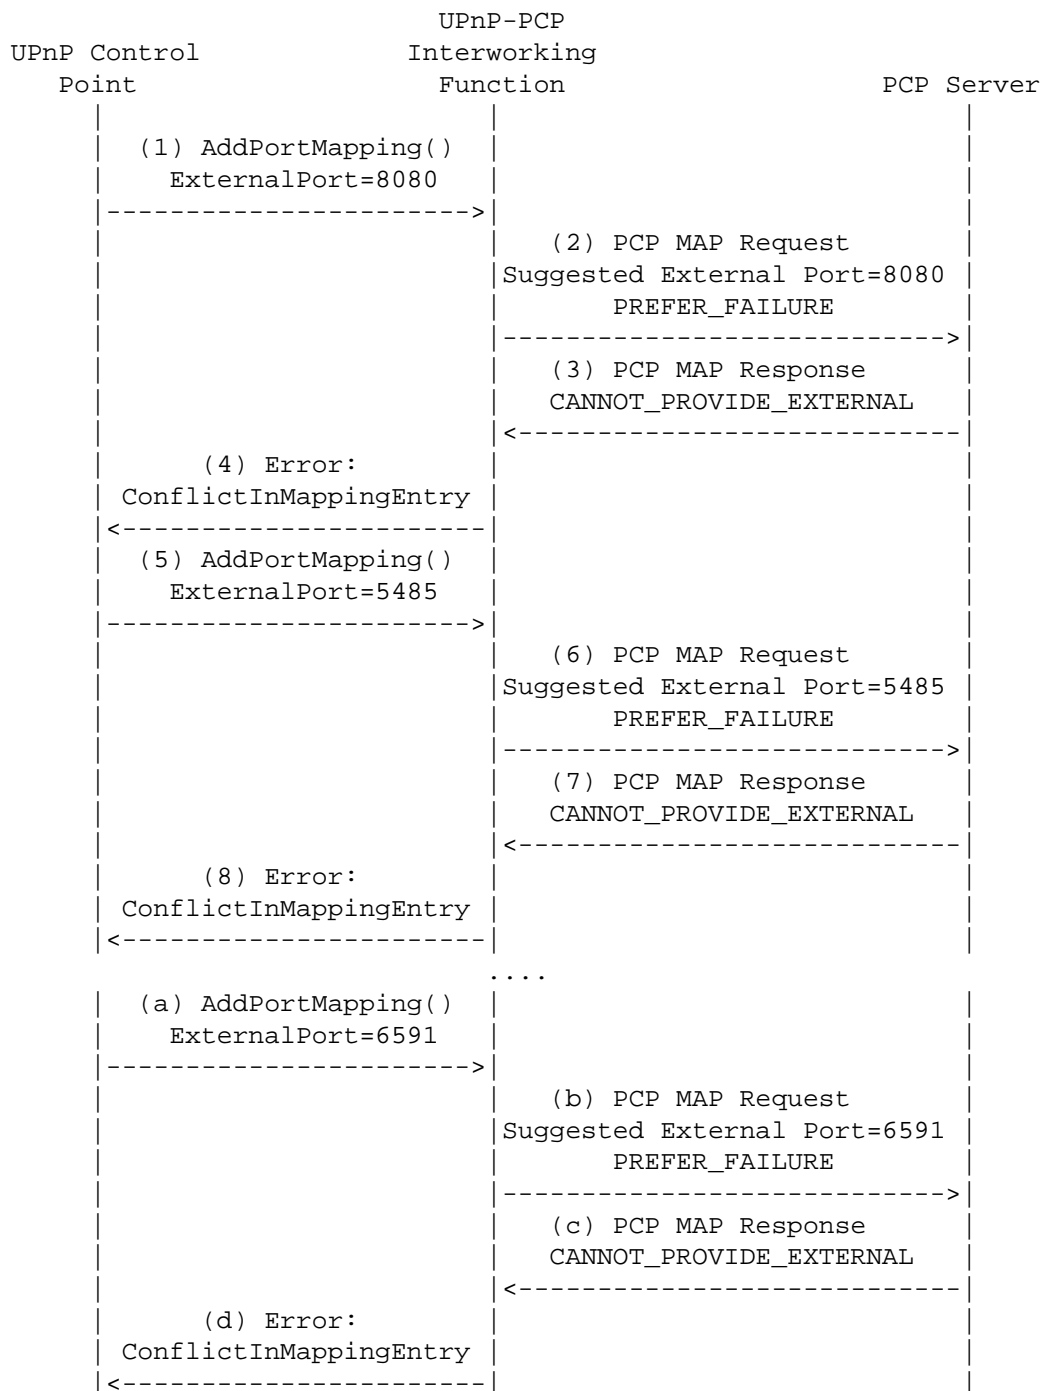 UPnP-PCP
UPnP Control Interworking
Point Function PCP Server
(1) AddPortMapping()
ExternalPort=8080
(2) PCP MAP Request
Suggested External Port=8080
PREFER_FAILURE
(3) PCP MAP Response
CANNOT_PROVIDE_EXTERNAL
(4) Error:
ConflictInMappingEntry
(5) AddPortMapping()
ExternalPort=5485
(6) PCP MAP Request
Suggested External Port=5485
PREFER_FAILURE
(7) PCP MAP Response
CANNOT_PROVIDE_EXTERNAL
(8) Error:
ConflictInMappingEntry
....
(a) AddPortMapping()
ExternalPort=6591
(b) PCP MAP Request
Suggested External Port=6591
PREFER_FAILURE
(c) PCP MAP Response
CANNOT_PROVIDE_EXTERNAL
(d) Error:
ConflictInMappingEntry